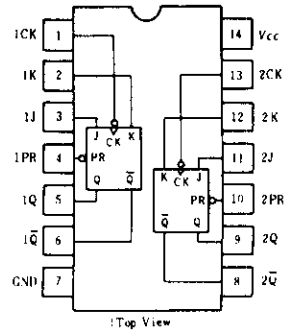 1CK 1 14 Vcc
1K 2 13 2CK
1J 3 12 2K
J K
CK
1PR 4 PR K CK J 11 2J
Q Q̅
1Q 5 PR 10 2PR
Q̅ Q
1Q̅ 6 9 2Q
GND 7 8 2Q̅
(Top View